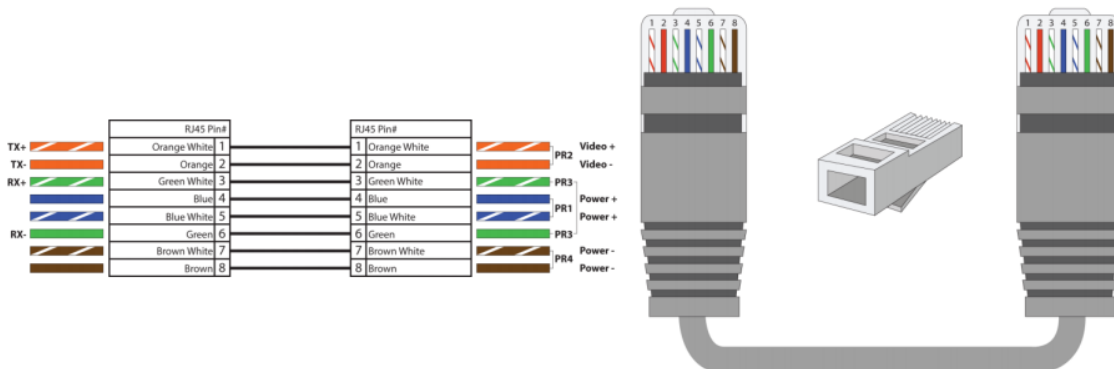 RJ45 Pin# RJ45 Pin#
TX+ Orange White 1 1 Orange White Video +
PR2
TX- Orange 2 2 Orange Video -
RX+ Green White 3 3 Green White PR3
Blue 4 4 Blue Power +
PR1
Blue White 5 5 Blue White Power +
RX- Green 6 6 Green PR3
Brown White 7 7 Brown White Power -
PR4
Brown 8 8 Brown Power -
1 2 3 4 5 6 7 8
1 2 3 4 5 6 7 8